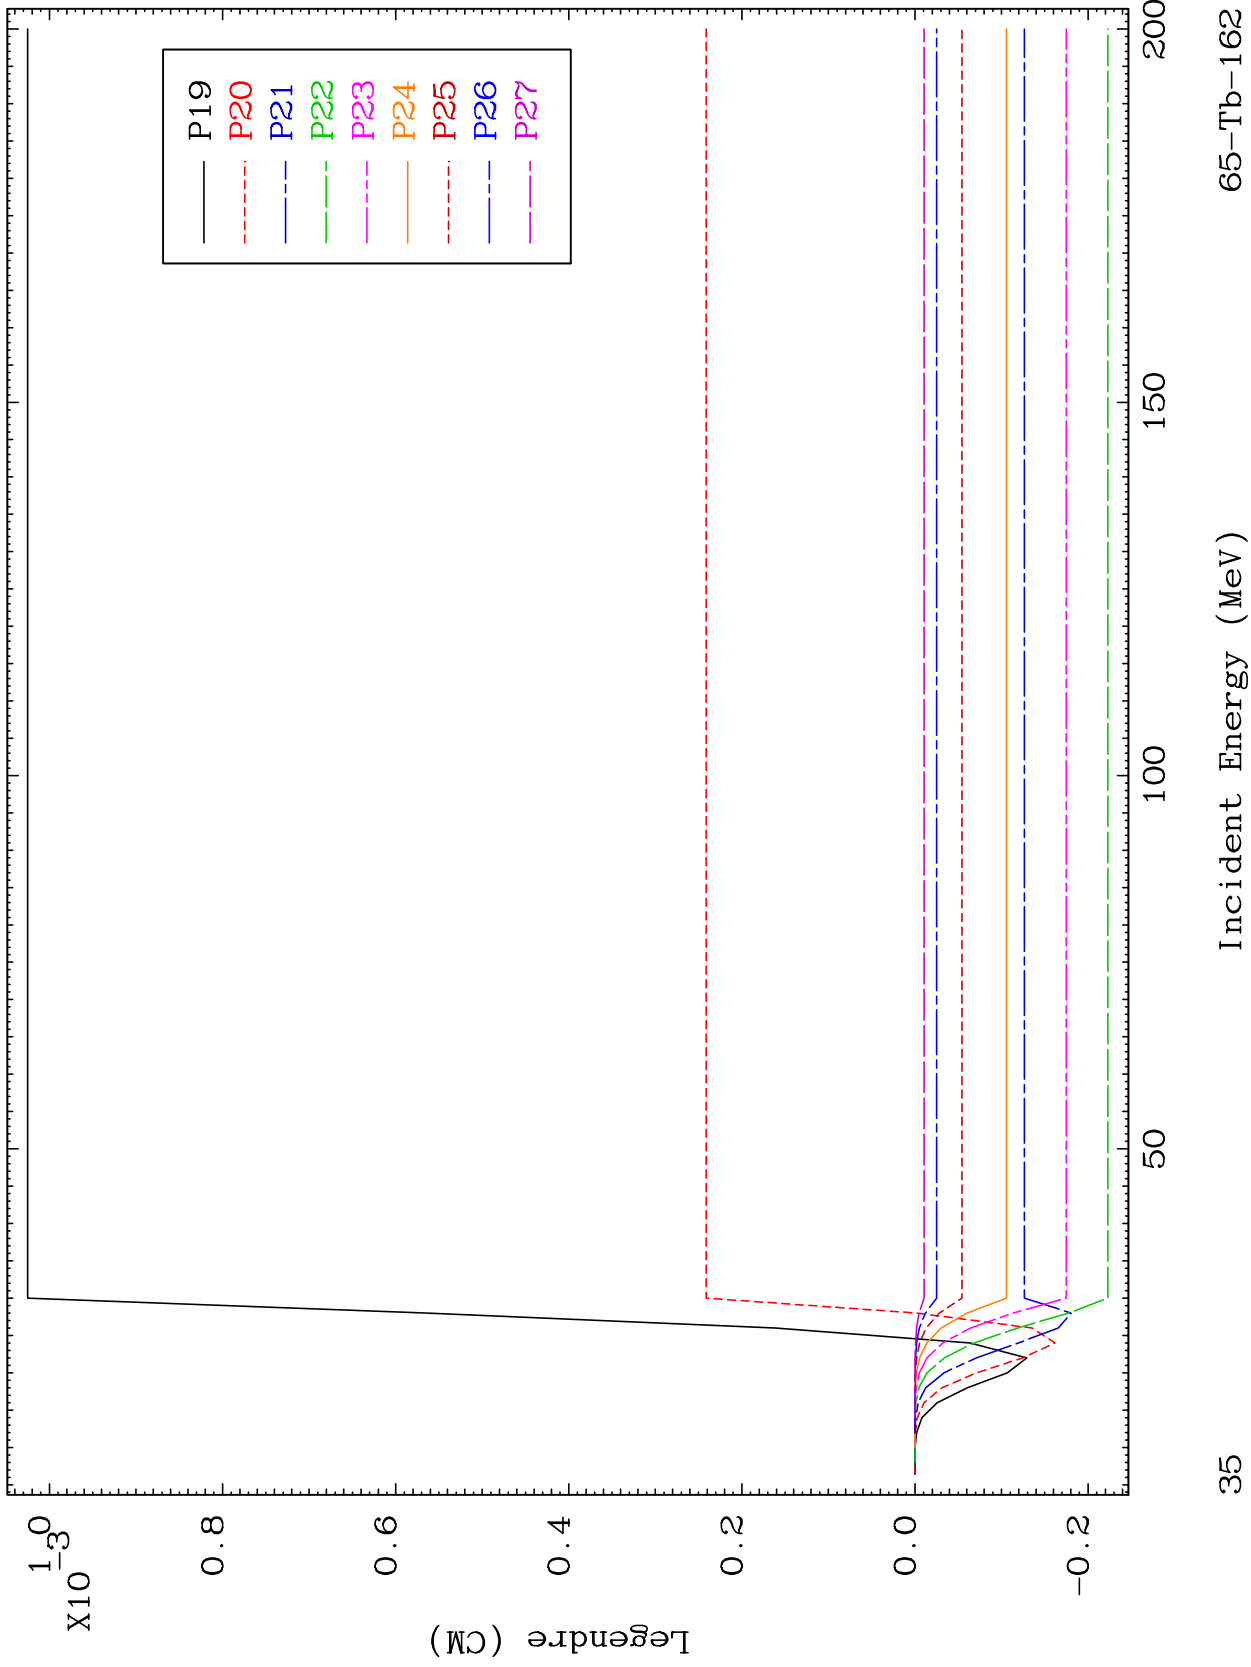 1.0
X10-3
0.8
0.6
0.4
0.2
0.0
-0.2
Legendre (CM)
P19
P20
P21
P22
P23
P24
P25
P26
P27
50
100
150
200
35
Incident Energy (MeV)
65-Tb-162